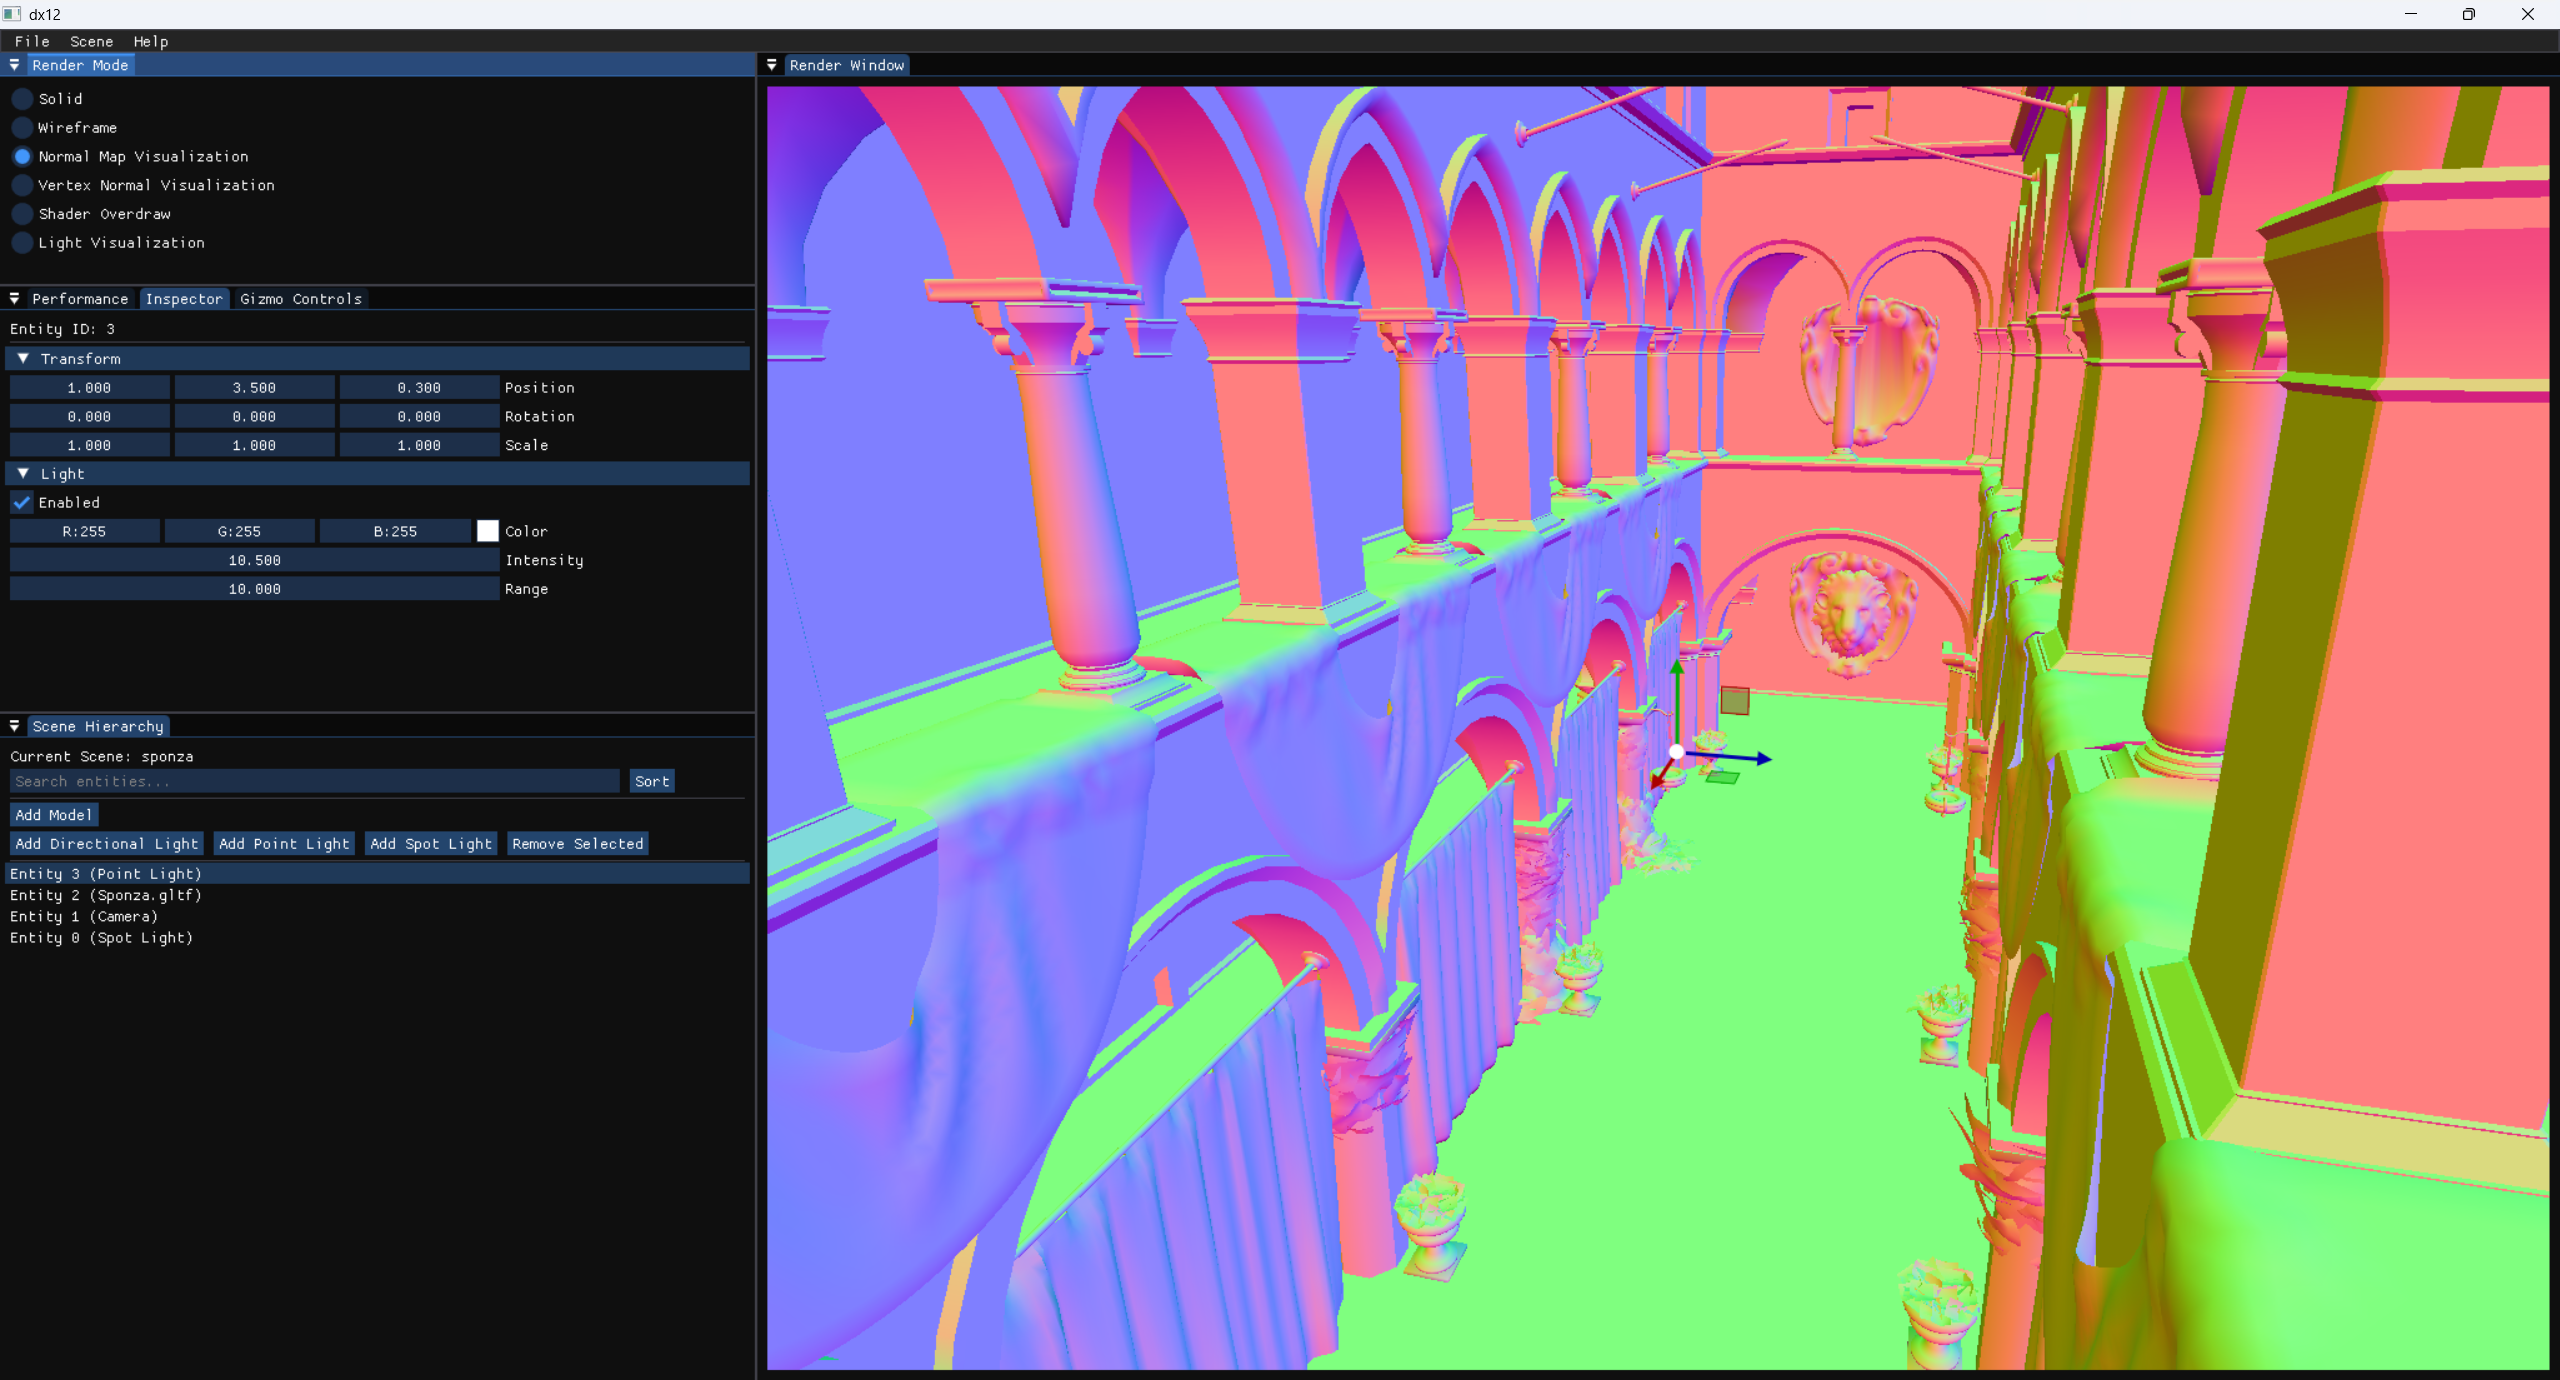 dx12
File Scene Help
Render Mode
Solid
Wireframe
Normal Map Visualization
Vertex Normal Visualization
Shader Overdraw
Light Visualization
Performance Inspector Gizmo Controls
Entity ID: 3
Transform
1.000 3.500 0.300 Position
0.000 0.000 0.000 Rotation
1.000 1.000 1.000 Scale
Light
Enabled
R:255 G:255 B:255 Color
10.500 Intensity
10.000 Range
Scene Hierarchy
Current Scene: sponza
Search entities... Sort
Add Model
Add Directional Light Add Point Light Add Spot Light Remove Selected
Entity 3 (Point Light)
Entity 2 (Sponza.gltf)
Entity 1 (Camera)
Entity 0 (Spot Light)
Render Window